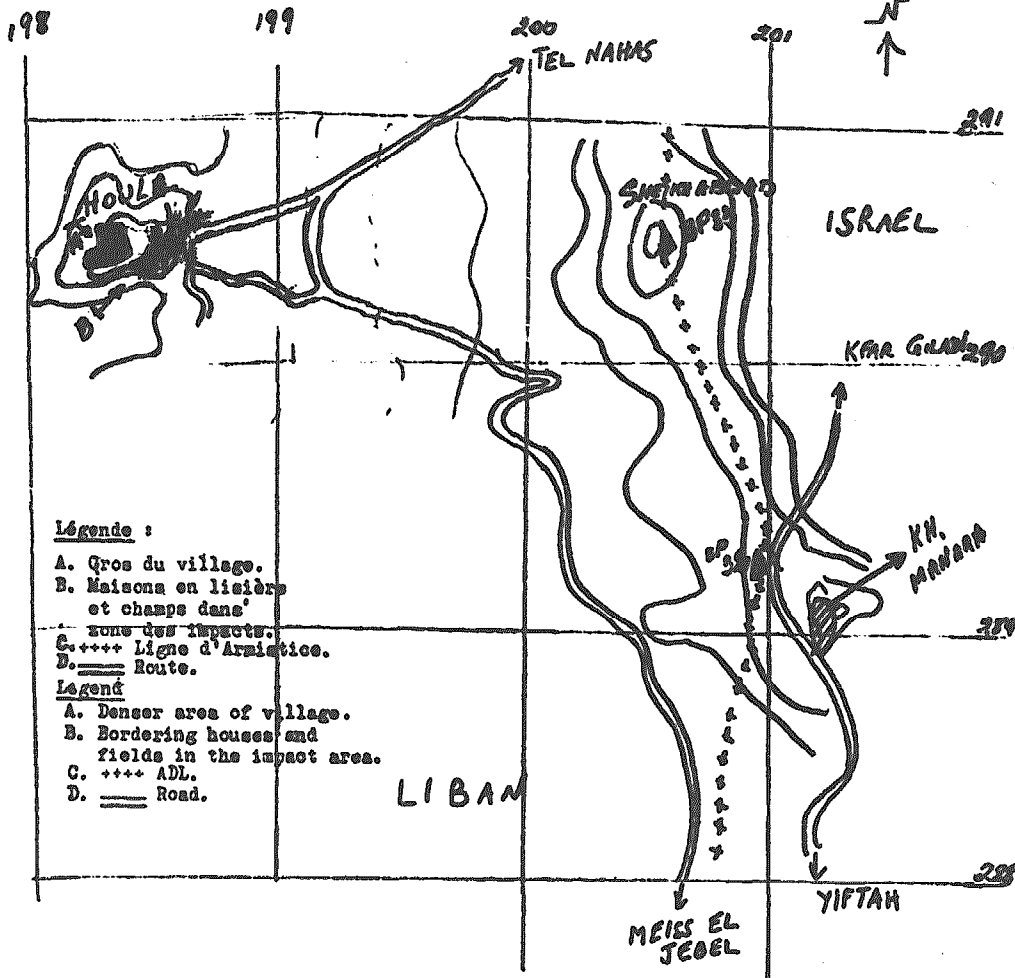 198
199
200
201
N
TEL NAHAS
291
HOULA
A
B
ISRAEL
KFAR GILADI 290
KH.
MANARA
289
Légende :
A. Gros du village.
B. Maisons en lisière
et champs dans
zone des impacts.
C. ++++ Ligne d'Armistice.
D. Route.
Legend
A. Denser area of village.
B. Bordering houses and
fields in the impact area.
C. ++++ ADL.
D. Road.
LIBAN
288
YIFTAH
MEISS EL
JEBEL